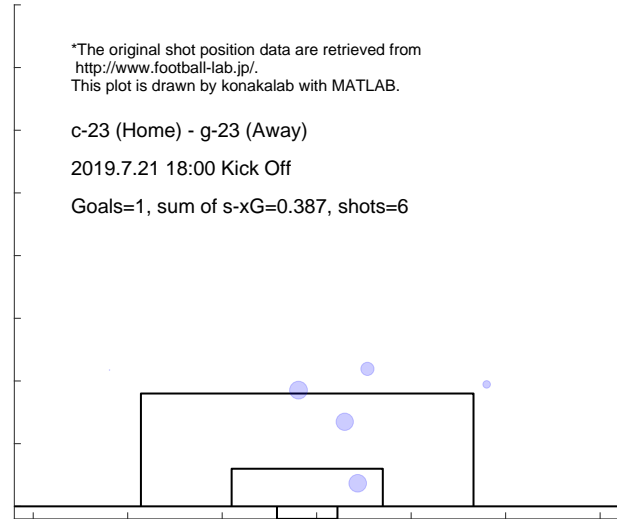 *The original shot position data are retrieved from
http://www.football-lab.jp/.
This plot is drawn by konakalab with MATLAB.
c-23 (Home) - g-23 (Away)
2019.7.21 18:00 Kick Off
Goals=1, sum of s-xG=0.387, shots=6